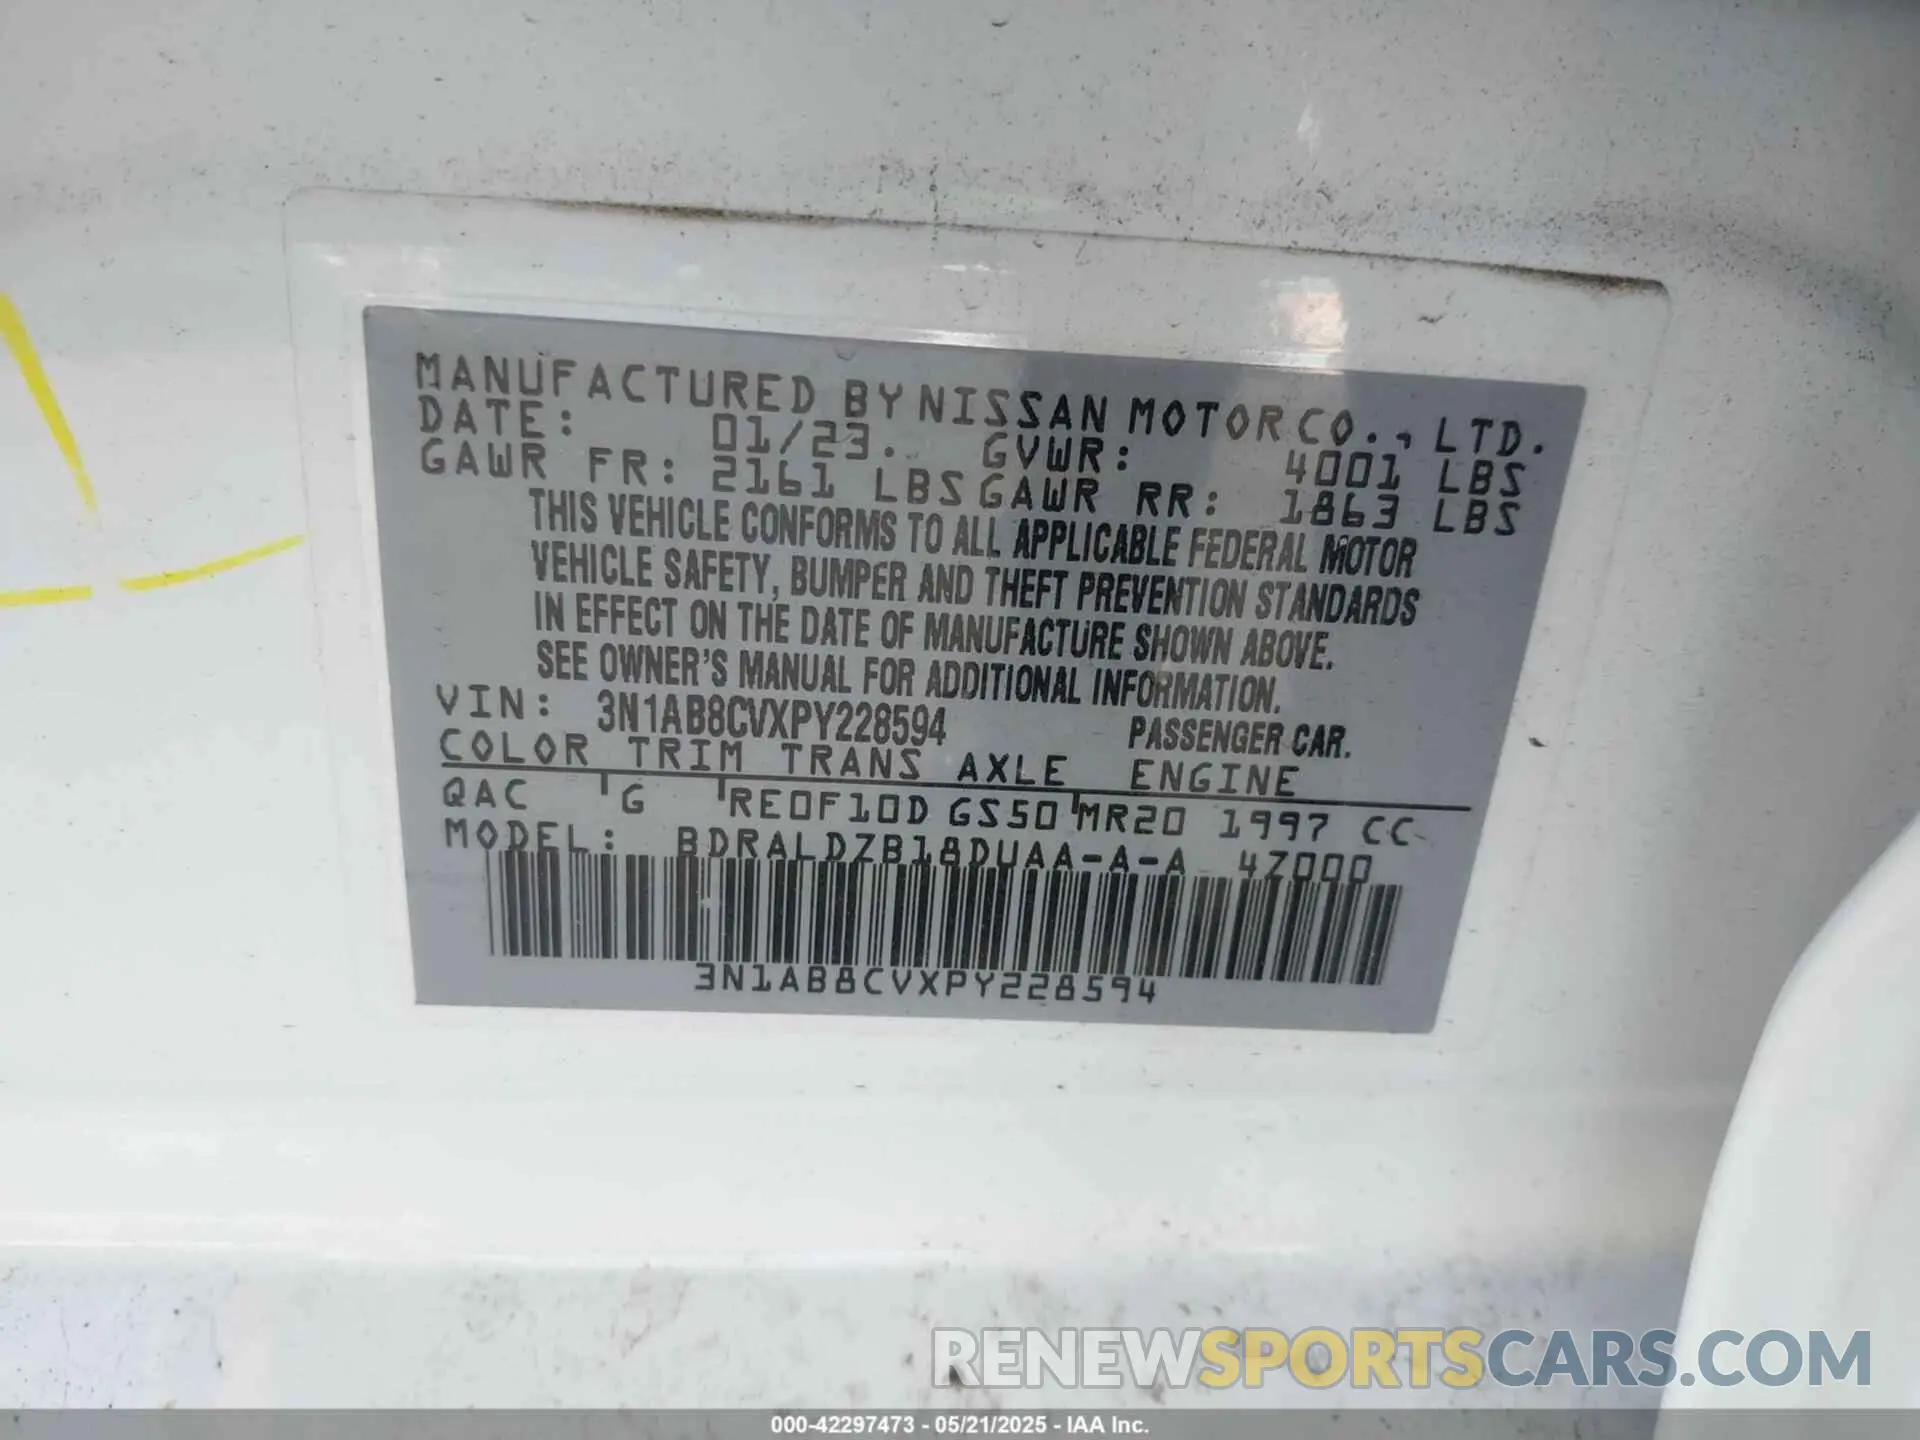 MANUFACTURED BY NISSAN MOTOR CO., LTD.
DATE: 01/23. GVWR: 4001 LBS
GAWR FR: 2161 LBS GAWR RR: 1863 LBS
THIS VEHICLE CONFORMS TO ALL APPLICABLE FEDERAL MOTOR
VEHICLE SAFETY, BUMPER AND THEFT PREVENTION STANDARDS
IN EFFECT ON THE DATE OF MANUFACTURE SHOWN ABOVE.
SEE OWNER'S MANUAL FOR ADDITIONAL INFORMATION.
VIN: 3N1AB8CVXPY228594 PASSENGER CAR.
COLOR TRIM TRANS AXLE ENGINE
QAC G RE0F10D GS50 MR20 1997 CC
MODEL: BDRALDZB18DUAA-A-A 4Z000
3N1AB8CVXPY228594
RENEWSPORTSCARS.COM
000-42297473 - 05/21/2025 - IAA Inc.